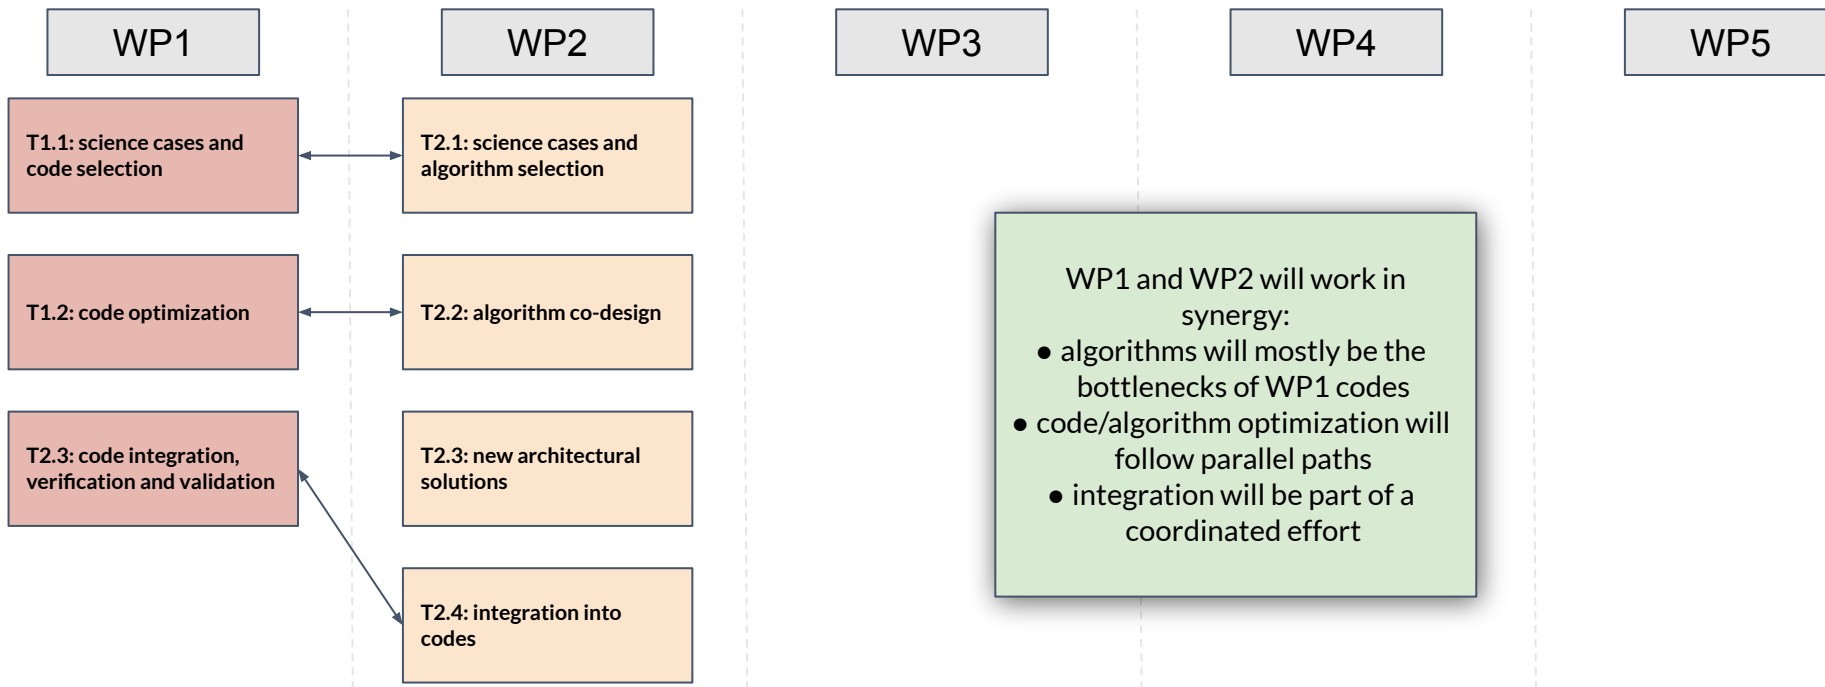 WP1
WP2
WP3
WP4
WP5
T1.1: science cases and
code selection
T2.1: science cases and
algorithm selection
T1.2: code optimization
T2.2: algorithm co-design
T2.3: code integration,
verification and validation
T2.3: new architectural
solutions
T2.4: integration into
codes
WP1 and WP2 will work in
synergy:
● algorithms will mostly be the
bottlenecks of WP1 codes
● code/algorithm optimization will
follow parallel paths
● integration will be part of a
coordinated effort